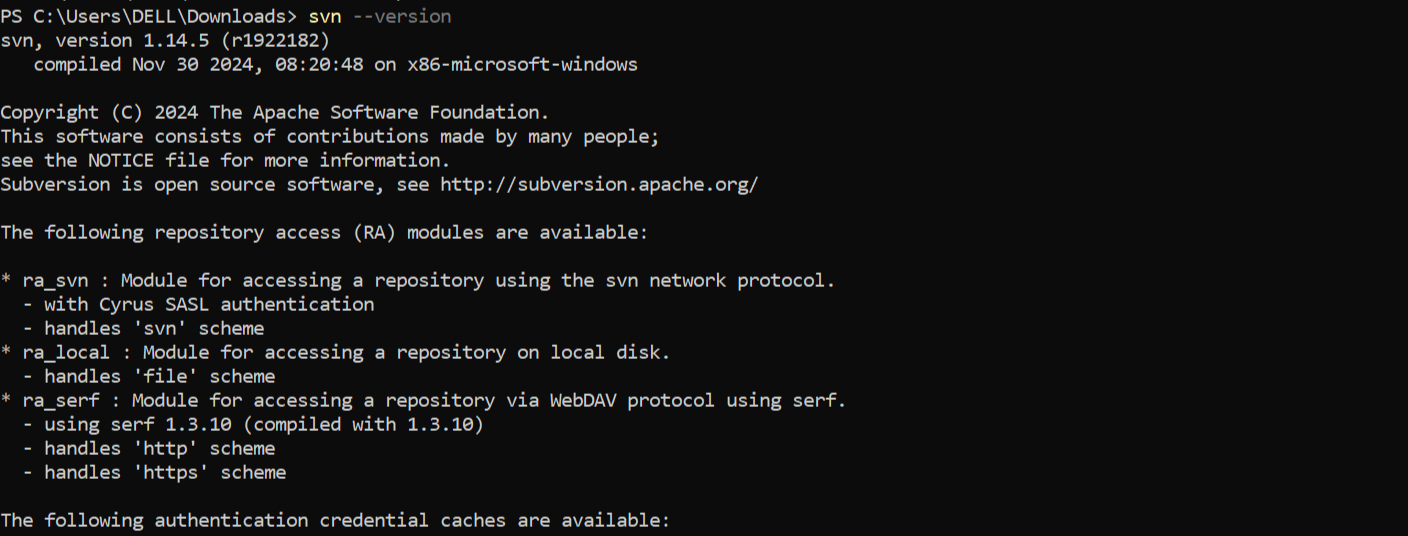 PS C:\Users\DELL\Downloads> svn --version
svn, version 1.14.5 (r1922182)
   compiled Nov 30 2024, 08:20:48 on x86-microsoft-windows

Copyright (C) 2024 The Apache Software Foundation.
This software consists of contributions made by many people;
see the NOTICE file for more information.
Subversion is open source software, see http://subversion.apache.org/

The following repository access (RA) modules are available:

* ra_svn : Module for accessing a repository using the svn network protocol.
  - with Cyrus SASL authentication
  - handles 'svn' scheme
* ra_local : Module for accessing a repository on local disk.
  - handles 'file' scheme
* ra_serf : Module for accessing a repository via WebDAV protocol using serf.
  - using serf 1.3.10 (compiled with 1.3.10)
  - handles 'http' scheme
  - handles 'https' scheme

The following authentication credential caches are available: